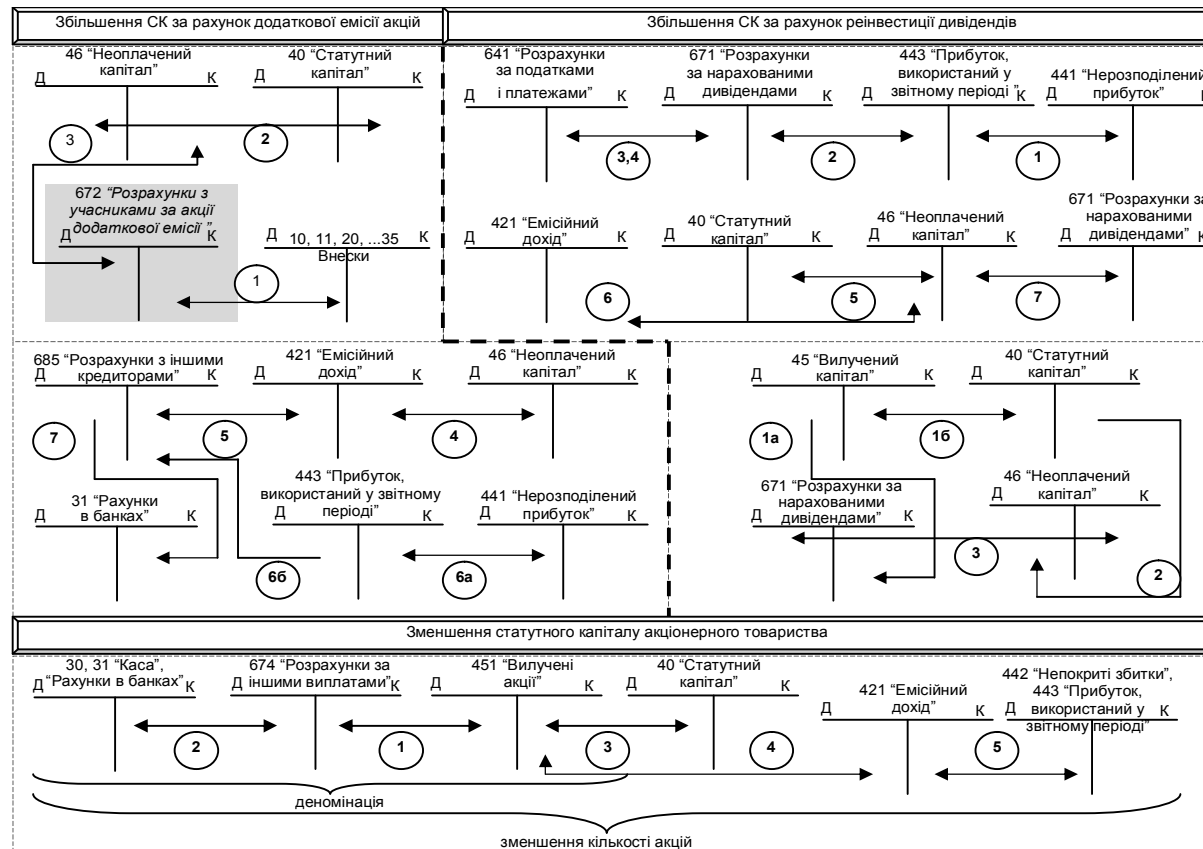 Збільшення СК за рахунок додаткової емісії акцій
Збільшення СК за рахунок реінвестиції дивідендів
46 “Неоплачений
капітал”
Д К
40 “Статутний
капітал”
Д К
3
2
672 “Розрахунки з
учасниками за акції
додаткової емісії ”
Д К
Д 10, 11, 20, ...35 К
Внески
1
641 “Розрахунки
за податками
і платежами”
Д К
671 “Розрахунки
за нарахованими
дивідендами
Д К
443 “Прибуток,
використаний у
звітному періоді ”
Д К
441 “Нерозподілений
прибуток”
Д К
3,4
2
1
421 “Емісійний
дохід”
Д К
40 “Статутний
капітал”
Д К
46 “Неоплачений
капітал”
Д К
671 “Розрахунки за
нарахованими
дивідендами”
Д К
6
5
7
685 “Розрахунки з іншими
кредиторами”
Д К
421 “Емісійний
дохід”
Д К
46 “Неоплачений
капітал”
Д К
7
5
4
31 “Рахунки
в банках”
Д К
443 “Прибуток,
використаний у звітному
періоді”
Д К
441 “Нерозподілений
прибуток”
Д К
6б
6а
45 “Вилучений
капітал”
Д К
40 “Статутний
капітал”
Д К
1а
1б
671 “Розрахунки за
нарахованими
дивідендами”
Д К
46 “Неоплачений
капітал”
Д К
3
2
Зменшення статутного капіталу акціонерного товариства
30, 31 “Каса”,
“Рахунки в банках”
Д К
674 “Розрахунки за
іншими виплатами”
Д К
451 “Вилучені
акції”
Д К
40 “Статутний
капітал”
Д К
421 “Емісійний
дохід”
Д К
442 “Непокриті збитки”,
443 “Прибуток,
використаний у
звітному періоді”
Д К
2
1
3
4
5
деномінація
зменшення кількості акцій